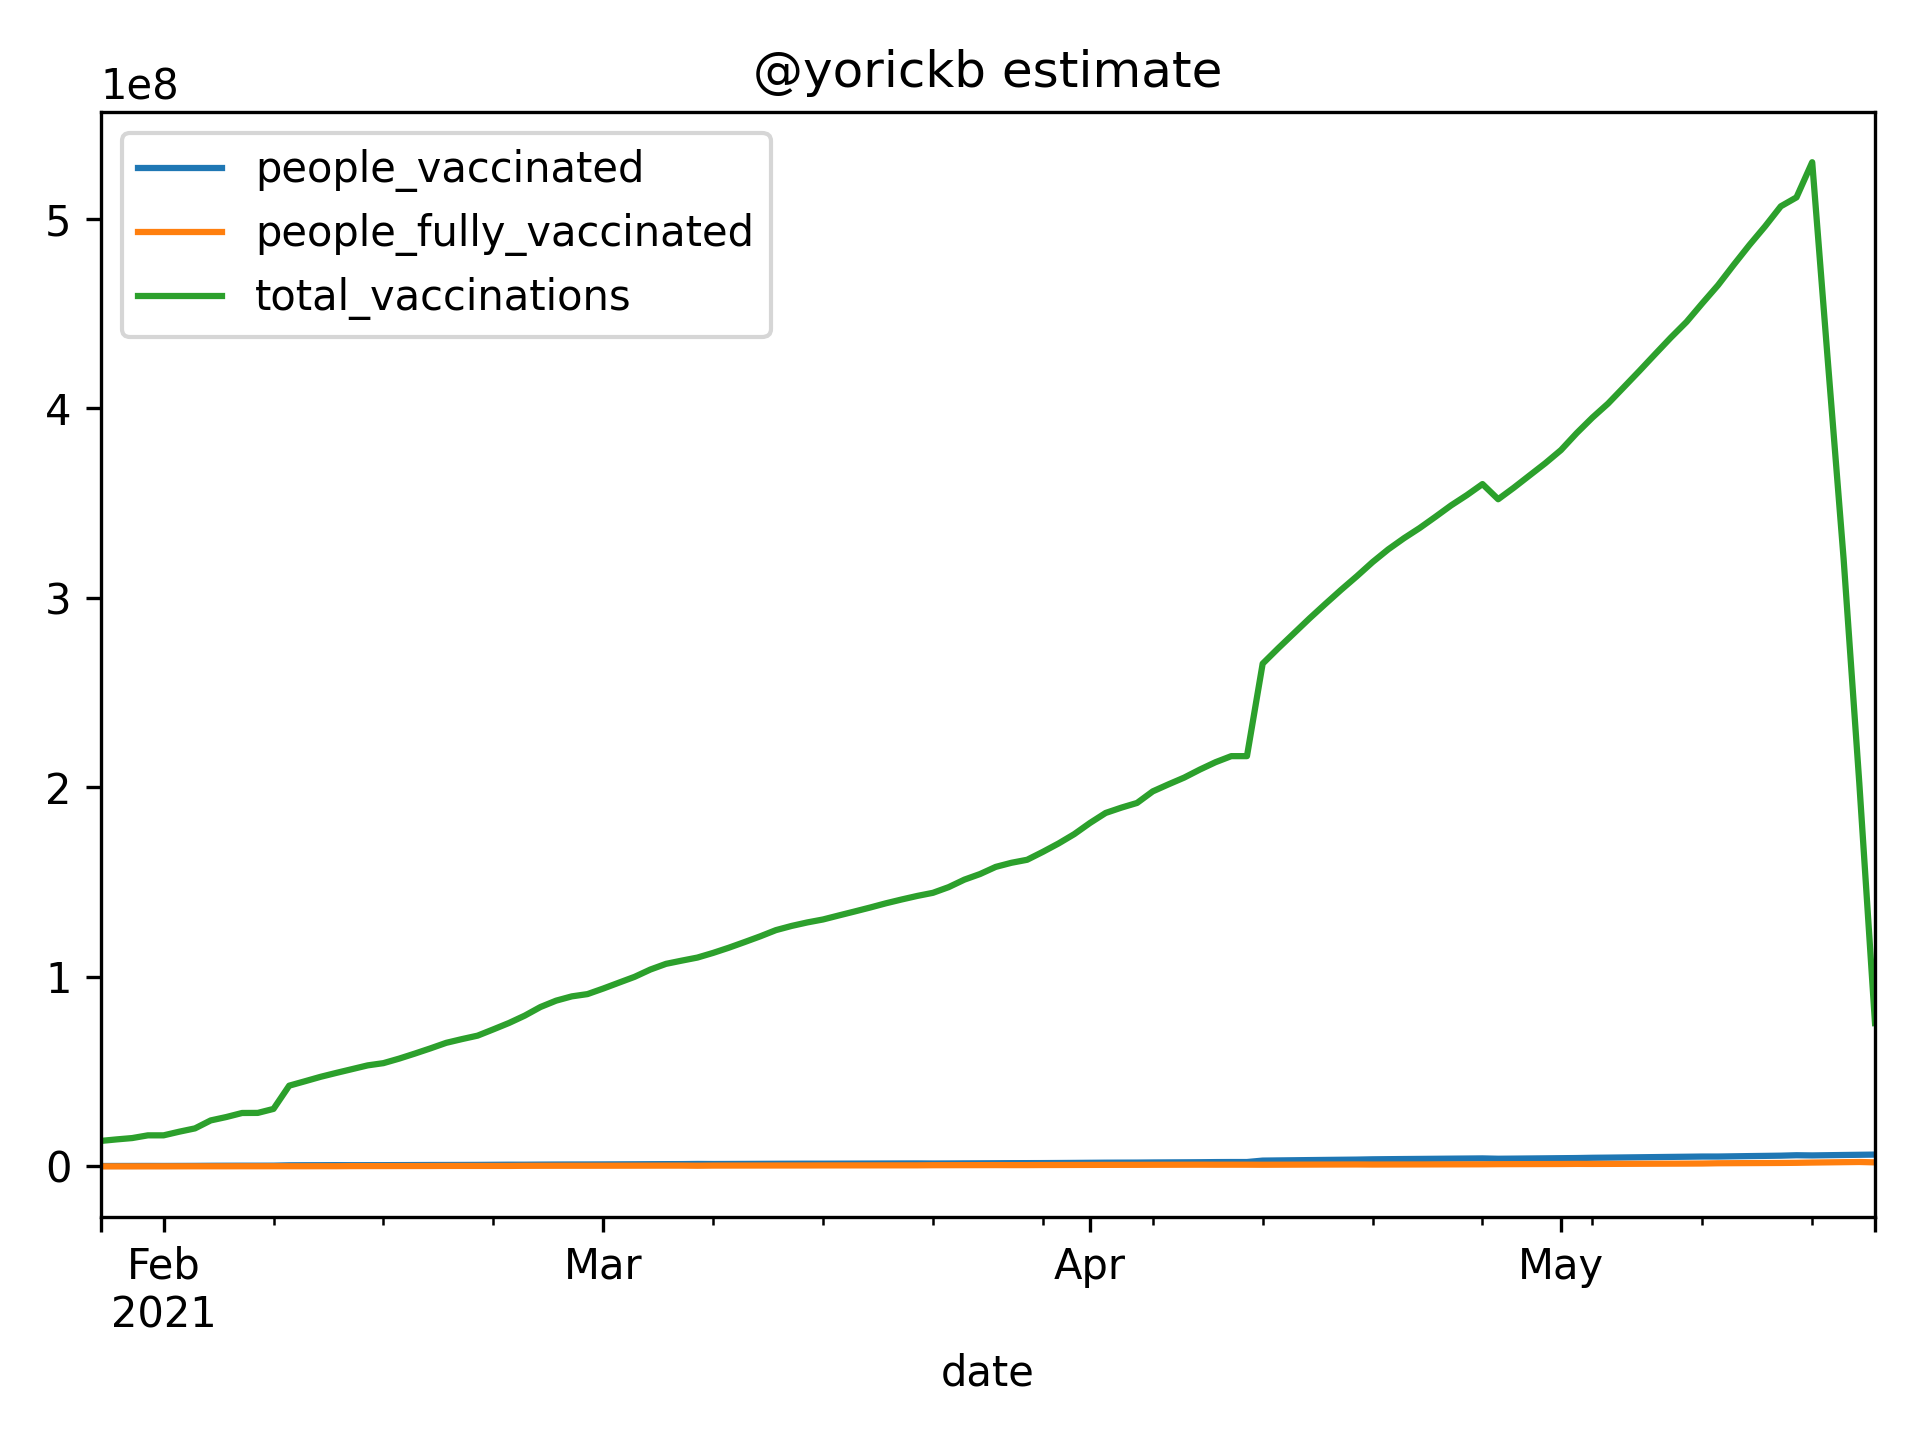 @yorickb estimate
1e8
people_vaccinated
people_fully_vaccinated
total_vaccinations
5
4
3
2
1
0
Feb Mar Apr May
2021
date